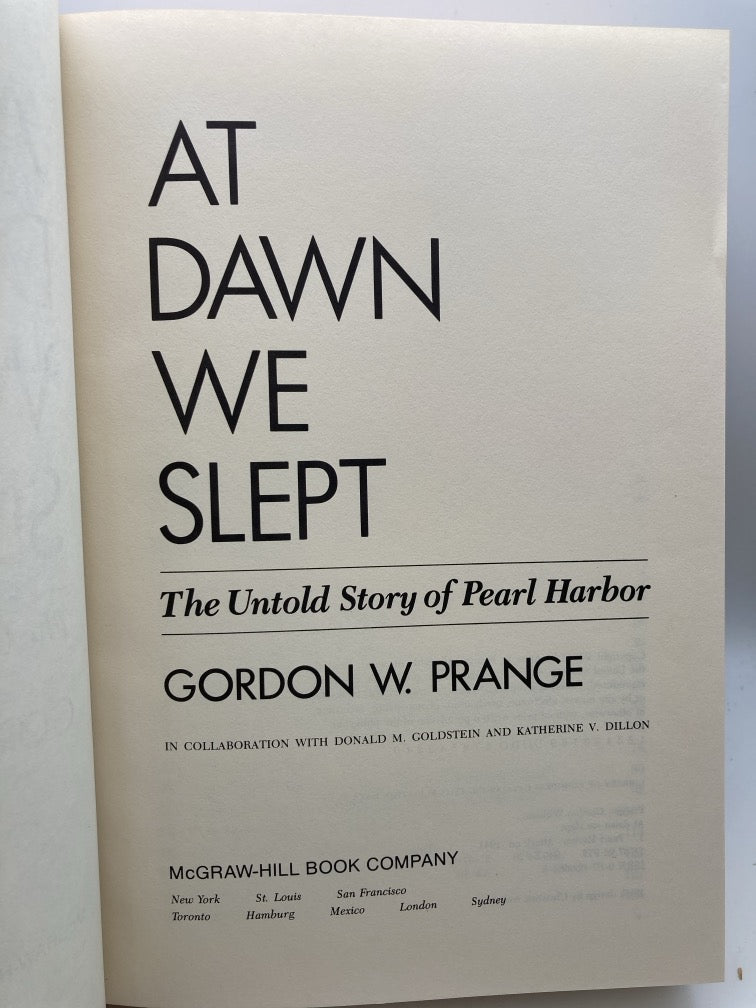 AT
DAWN
WE
SLEPT
The Untold Story of Pearl Harbor
GORDON W. PRANGE
IN COLLABORATION WITH DONALD M. GOLDSTEIN AND KATHERINE V. DILLON
McGRAW-HILL BOOK COMPANY
New York St. Louis San Francisco
Toronto Hamburg Mexico London Sydney